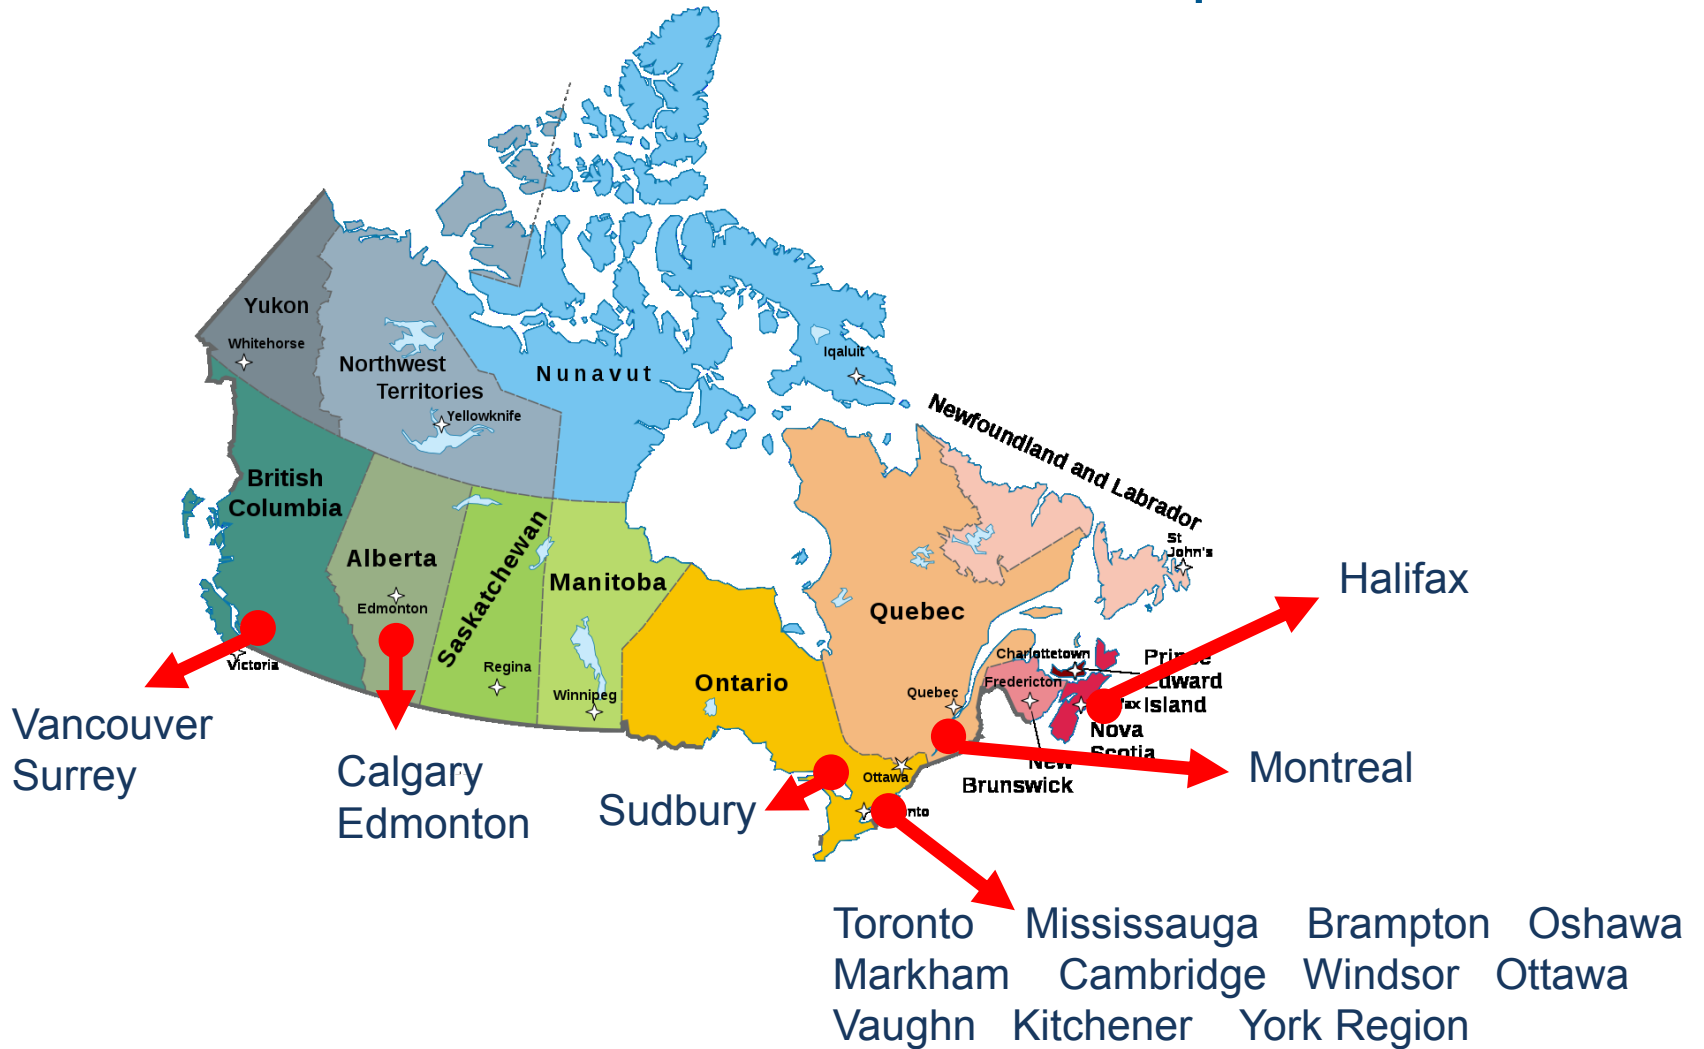 Yukon
Whitehorse
Northwest
Territories
Yellowknife
Nunavut
Iqaluit
Newfoundland and Labrador
St
John's
British
Columbia
Alberta
Edmonton
Saskatchewan
Manitoba
Quebec
Halifax
Victoria
Regina
Winnipeg
Ontario
Quebec
Charlottetown
Fredericton
Prince
Edward
Island
Nova
Scotia
New
Brunswick
Ottawa
Vancouver
Surrey
Calgary
Edmonton
Sudbury
Montreal
Toronto Mississauga Brampton Oshawa
Markham Cambridge Windsor Ottawa
Vaughn Kitchener York Region